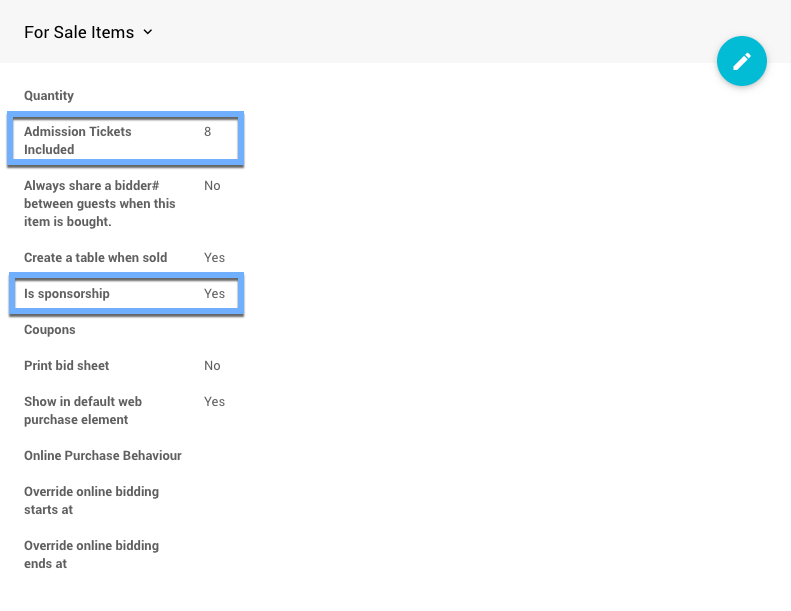 For Sale Items
Quantity
Admission Tickets 8
Included
Always share a bidder# No
between guests when this
item is bought.
Create a table when sold Yes
Is sponsorship Yes
Coupons
Print bid sheet No
Show in default web Yes
purchase element
Online Purchase Behaviour
Override online bidding
starts at
Override online bidding
ends at